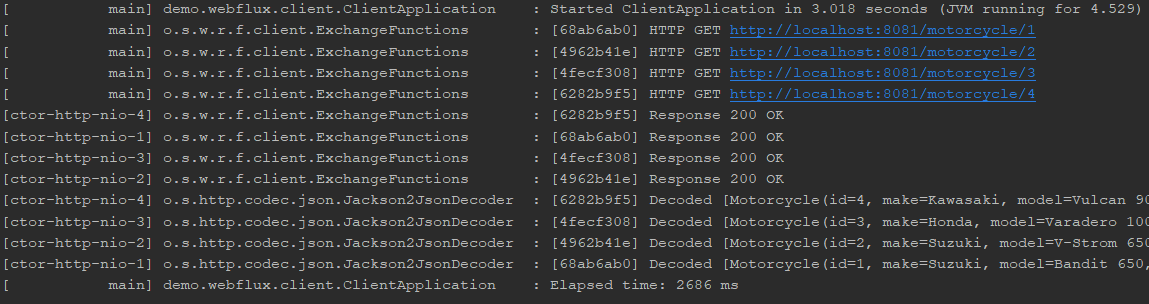 [           main] demo.webflux.client.ClientApplication    : Started ClientApplication in 3.018 seconds (JVM running for 4.529)
[           main] o.s.w.r.f.client.ExchangeFunctions       : [68ab6ab0] HTTP GET http://localhost:8081/motorcycle/1
[           main] o.s.w.r.f.client.ExchangeFunctions       : [4962b41e] HTTP GET http://localhost:8081/motorcycle/2
[           main] o.s.w.r.f.client.ExchangeFunctions       : [4fecf308] HTTP GET http://localhost:8081/motorcycle/3
[           main] o.s.w.r.f.client.ExchangeFunctions       : [6282b9f5] HTTP GET http://localhost:8081/motorcycle/4
[ctor-http-nio-4] o.s.w.r.f.client.ExchangeFunctions       : [6282b9f5] Response 200 OK
[ctor-http-nio-1] o.s.w.r.f.client.ExchangeFunctions       : [68ab6ab0] Response 200 OK
[ctor-http-nio-3] o.s.w.r.f.client.ExchangeFunctions       : [4fecf308] Response 200 OK
[ctor-http-nio-2] o.s.w.r.f.client.ExchangeFunctions       : [4962b41e] Response 200 OK
[ctor-http-nio-4] o.s.http.codec.json.Jackson2JsonDecoder  : [6282b9f5] Decoded [Motorcycle(id=4, make=Kawasaki, model=Vulcan 90
[ctor-http-nio-3] o.s.http.codec.json.Jackson2JsonDecoder  : [4fecf308] Decoded [Motorcycle(id=3, make=Honda, model=Varadero 100
[ctor-http-nio-2] o.s.http.codec.json.Jackson2JsonDecoder  : [4962b41e] Decoded [Motorcycle(id=2, make=Suzuki, model=V-Strom 650
[ctor-http-nio-1] o.s.http.codec.json.Jackson2JsonDecoder  : [68ab6ab0] Decoded [Motorcycle(id=1, make=Suzuki, model=Bandit 650,
[           main] demo.webflux.client.ClientApplication    : Elapsed time: 2686 ms